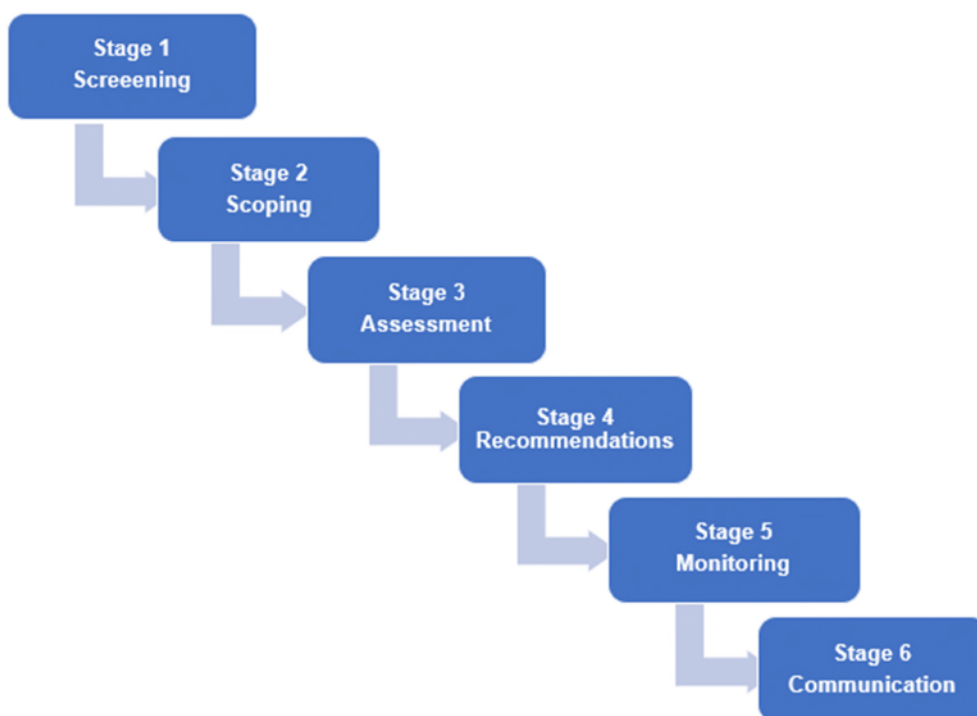 Stage 1
Screeening
Stage 2
Scoping
Stage 3
Assessment
Stage 4
Recommendations
Stage 5
Monitoring
Stage 6
Communication